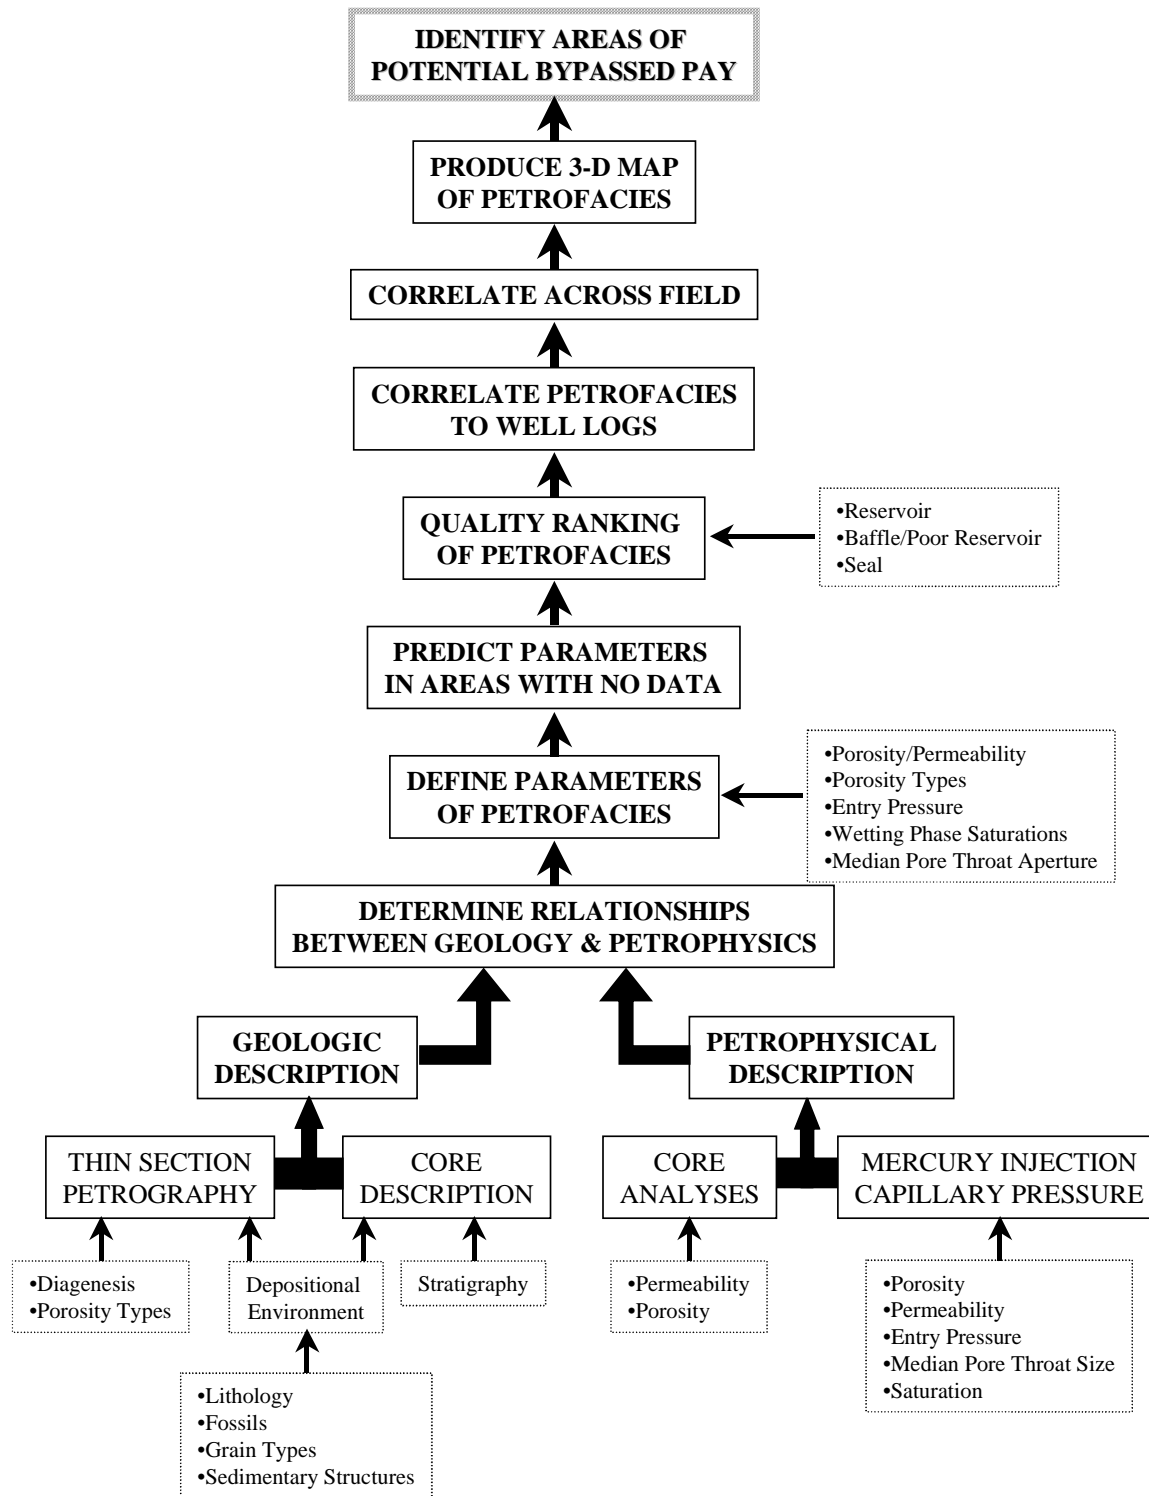 IDENTIFY AREAS OF
POTENTIAL BYPASSED PAY
PRODUCE 3-D MAP
OF PETROFACIES
CORRELATE ACROSS FIELD
CORRELATE PETROFACIES
TO WELL LOGS
QUALITY RANKING
OF PETROFACIES
•Reservoir
•Baffle/Poor Reservoir
•Seal
PREDICT PARAMETERS
IN AREAS WITH NO DATA
DEFINE PARAMETERS
OF PETROFACIES
•Porosity/Permeability
•Porosity Types
•Entry Pressure
•Wetting Phase Saturations
•Median Pore Throat Aperture
DETERMINE RELATIONSHIPS
BETWEEN GEOLOGY & PETROPHYSICS
GEOLOGIC
DESCRIPTION
PETROPHYSICAL
DESCRIPTION
THIN SECTION
PETROGRAPHY
CORE
DESCRIPTION
CORE
ANALYSES
MERCURY INJECTION
CAPILLARY PRESSURE
•Diagenesis
•Porosity Types
Depositional
Environment
Stratigraphy
•Permeability
•Porosity
•Porosity
•Permeability
•Entry Pressure
•Median Pore Throat Size
•Saturation
•Lithology
•Fossils
•Grain Types
•Sedimentary Structures